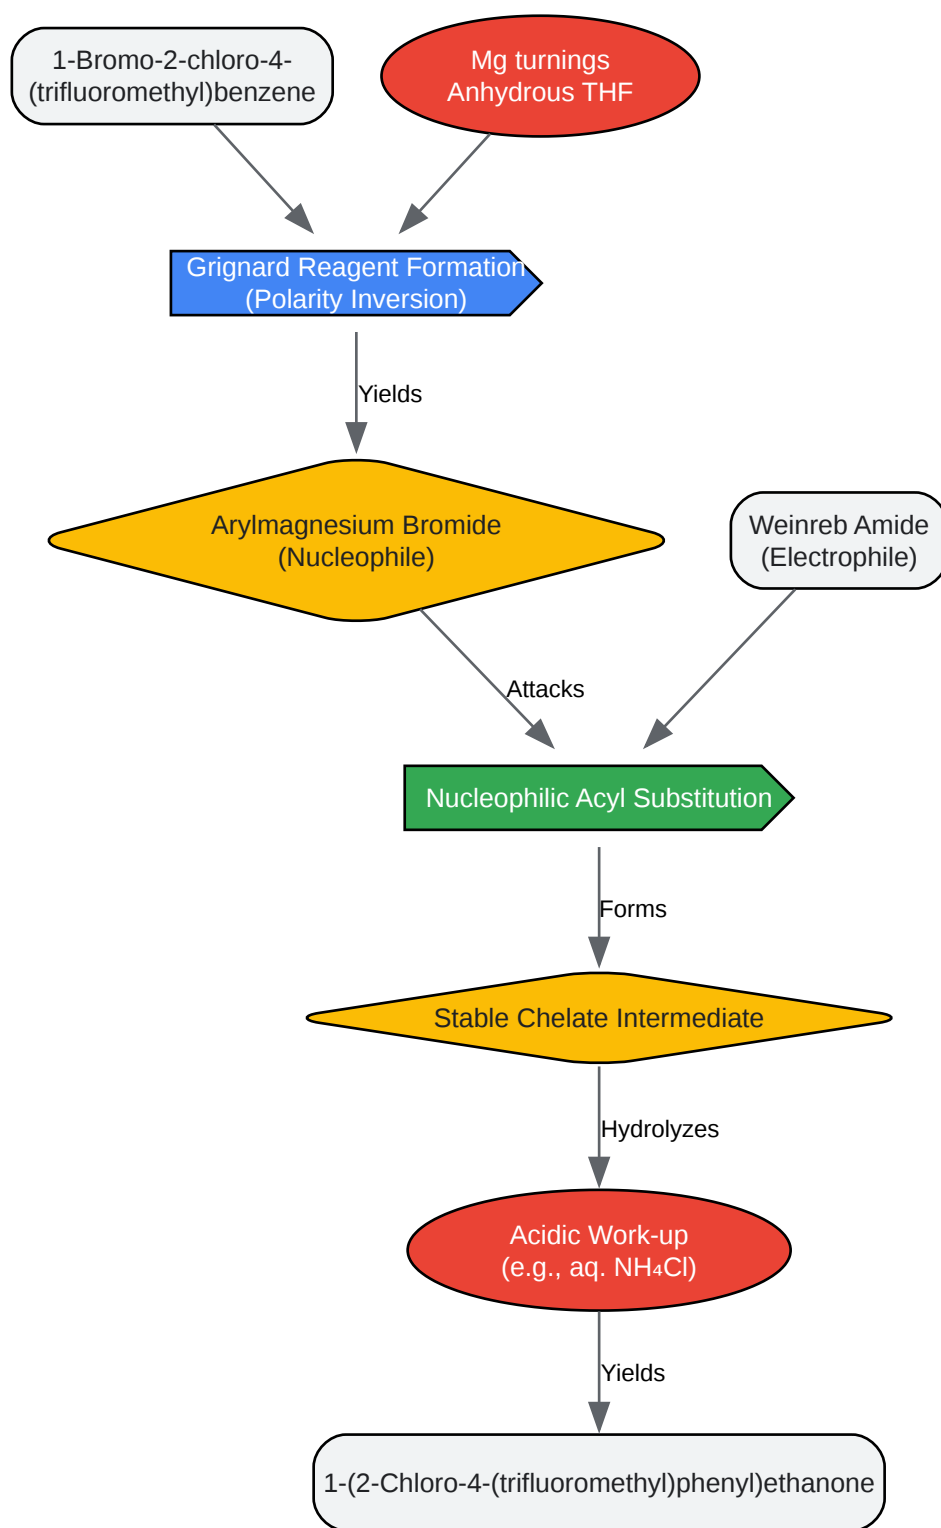 1-Bromo-2-chloro-4-
(trifluoromethyl)benzene
Mg turnings
Anhydrous THF
Grignard Reagent Formation
(Polarity Inversion)
Yields
Arylmagnesium Bromide
(Nucleophile)
Weinreb Amide
(Electrophile)
Attacks
Nucleophilic Acyl Substitution
Forms
Stable Chelate Intermediate
Hydrolyzes
Acidic Work-up
(e.g., aq. NH₄Cl)
Yields
1-(2-Chloro-4-(trifluoromethyl)phenyl)ethanone